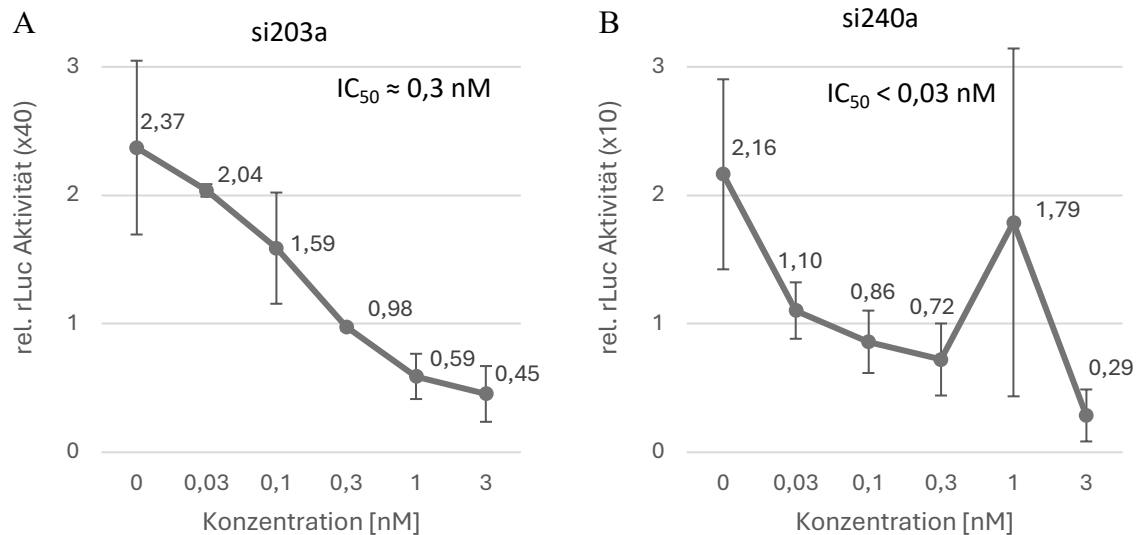 A
si203a
IC₅₀ ≈ 0,3 nM
rel. rLuc Aktivität (x40)
3
2
1
0
2,37
2,04
1,59
0,98
0,59
0,45
0 0,03 0,1 0,3 1 3
Konzentration [nM]
B
si240a
IC₅₀ < 0,03 nM
rel. rLuc Aktivität (x10)
3
2
1
0
2,16
1,10
0,86
0,72
1,79
0,29
0 0,03 0,1 0,3 1 3
Konzentration [nM]